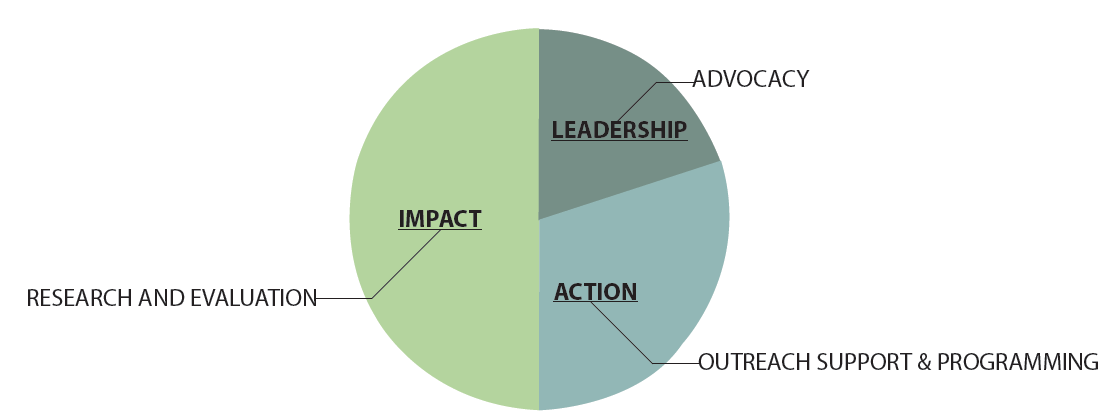 ADVOCACY
LEADERSHIP
IMPACT
RESEARCH AND EVALUATION
ACTION
OUTREACH SUPPORT & PROGRAMMING